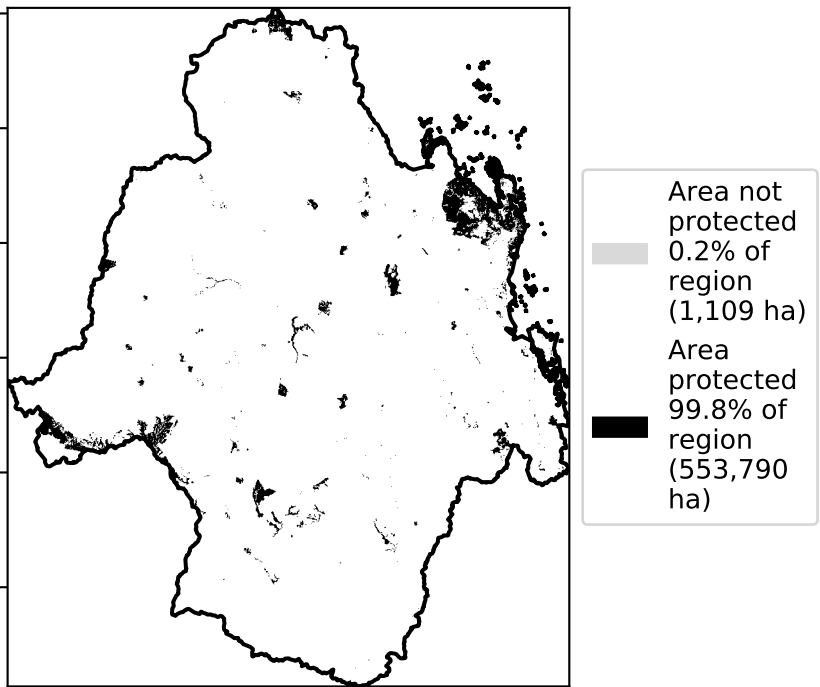 Area not
protected
0.2% of
region
(1,109 ha)
Area
protected
99.8% of
region
(553,790
ha)